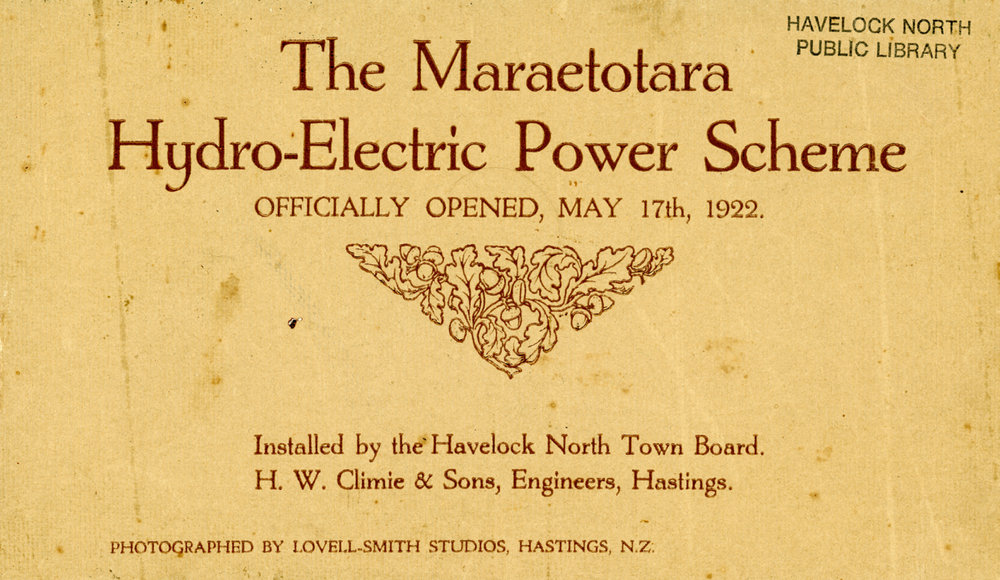 HAVELOCK NORTH
PUBLIC LIBRARY
The Maraetotara
Hydro-Electric Power Scheme
OFFICIALLY OPENED, MAY 17th, 1922.
Installed by the Havelock North Town Board.
H. W. Climie & Sons, Engineers, Hastings.
PHOTOGRAPHED BY LOVELL-SMITH STUDIOS, HASTINGS, N.Z.